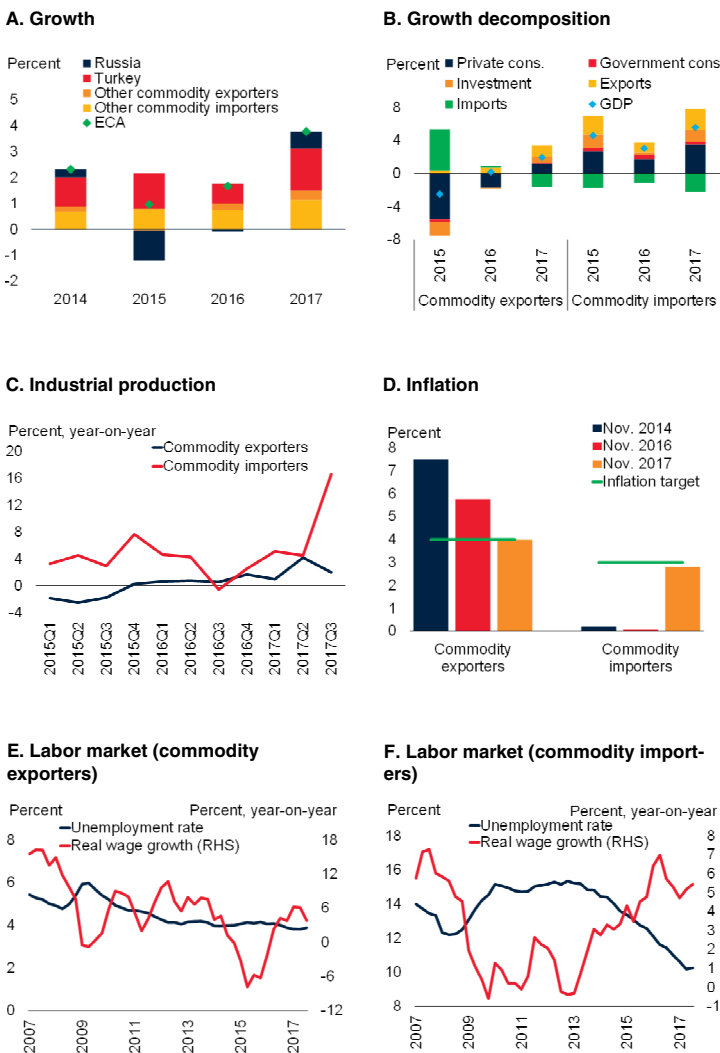 A. Growth
Percent
Russia
Turkey
Other commodity exporters
Other commodity importers
ECA
5
4
3
2
1
0
-1
-2
2014 2015 2016 2017
B. Growth decomposition
Percent
Private cons.
Government cons
Investment
Exports
Imports
GDP
8
4
0
-4
-8
2015 2016 2017 2015 2016 2017
Commodity exporters Commodity importers
C. Industrial production
Percent, year-on-year
Commodity exporters
Commodity importers
20
16
12
8
4
0
-4
2015Q1 2015Q2 2015Q3 2015Q4 2016Q1 2016Q2 2016Q3 2016Q4 2017Q1 2017Q2 2017Q3
D. Inflation
Percent
Nov. 2014
Nov. 2016
Nov. 2017
Inflation target
8
7
6
5
4
3
2
1
0
Commodity
exporters
Commodity
importers
E. Labor market (commodity
exporters)
Percent
Percent, year-on-year
Unemployment rate
Real wage growth (RHS)
8
6
4
2
0
18
12
6
0
-6
-12
2007 2009 2011 2013 2015 2017
F. Labor market (commodity import-
ers)
Percent
Percent, year-on-year
Unemployment rate
Real wage growth (RHS)
18
16
14
12
10
8
8
7
6
5
4
3
2
1
0
-1
2007 2009 2011 2013 2015 2017